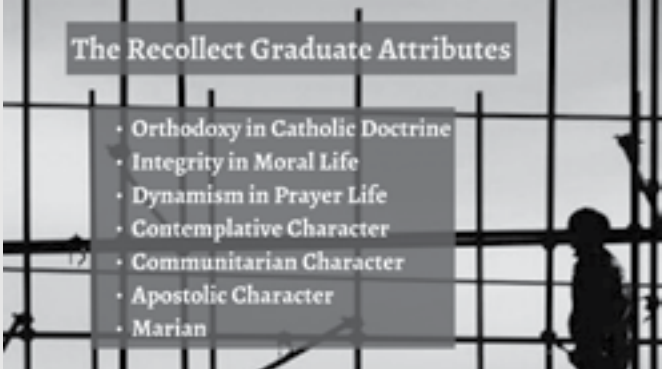 The Recollect Graduate Attributes
• Orthodoxy in Catholic Doctrine
• Integrity in Moral Life
• Dynamism in Prayer Life
• Contemplative Character
• Communitarian Character
• Apostolic Character
• Marian